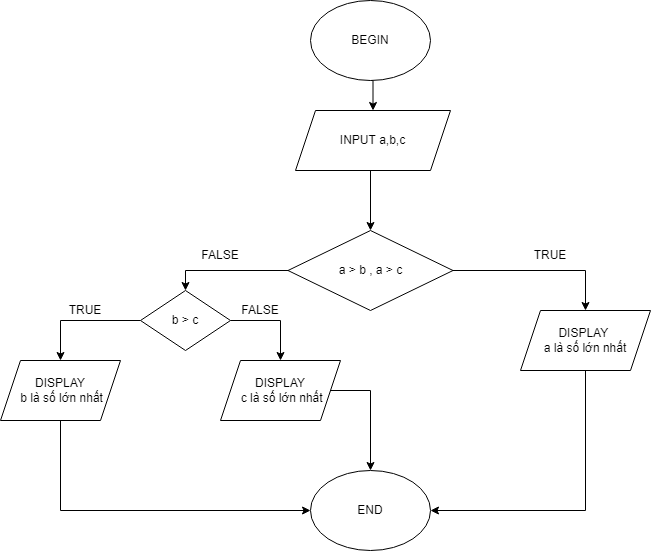 BEGIN
INPUT a,b,c
a > b , a > c
FALSE
TRUE
b > c
TRUE
FALSE
DISPLAY
b là số lớn nhất
DISPLAY
c là số lớn nhất
DISPLAY
a là số lớn nhất
END